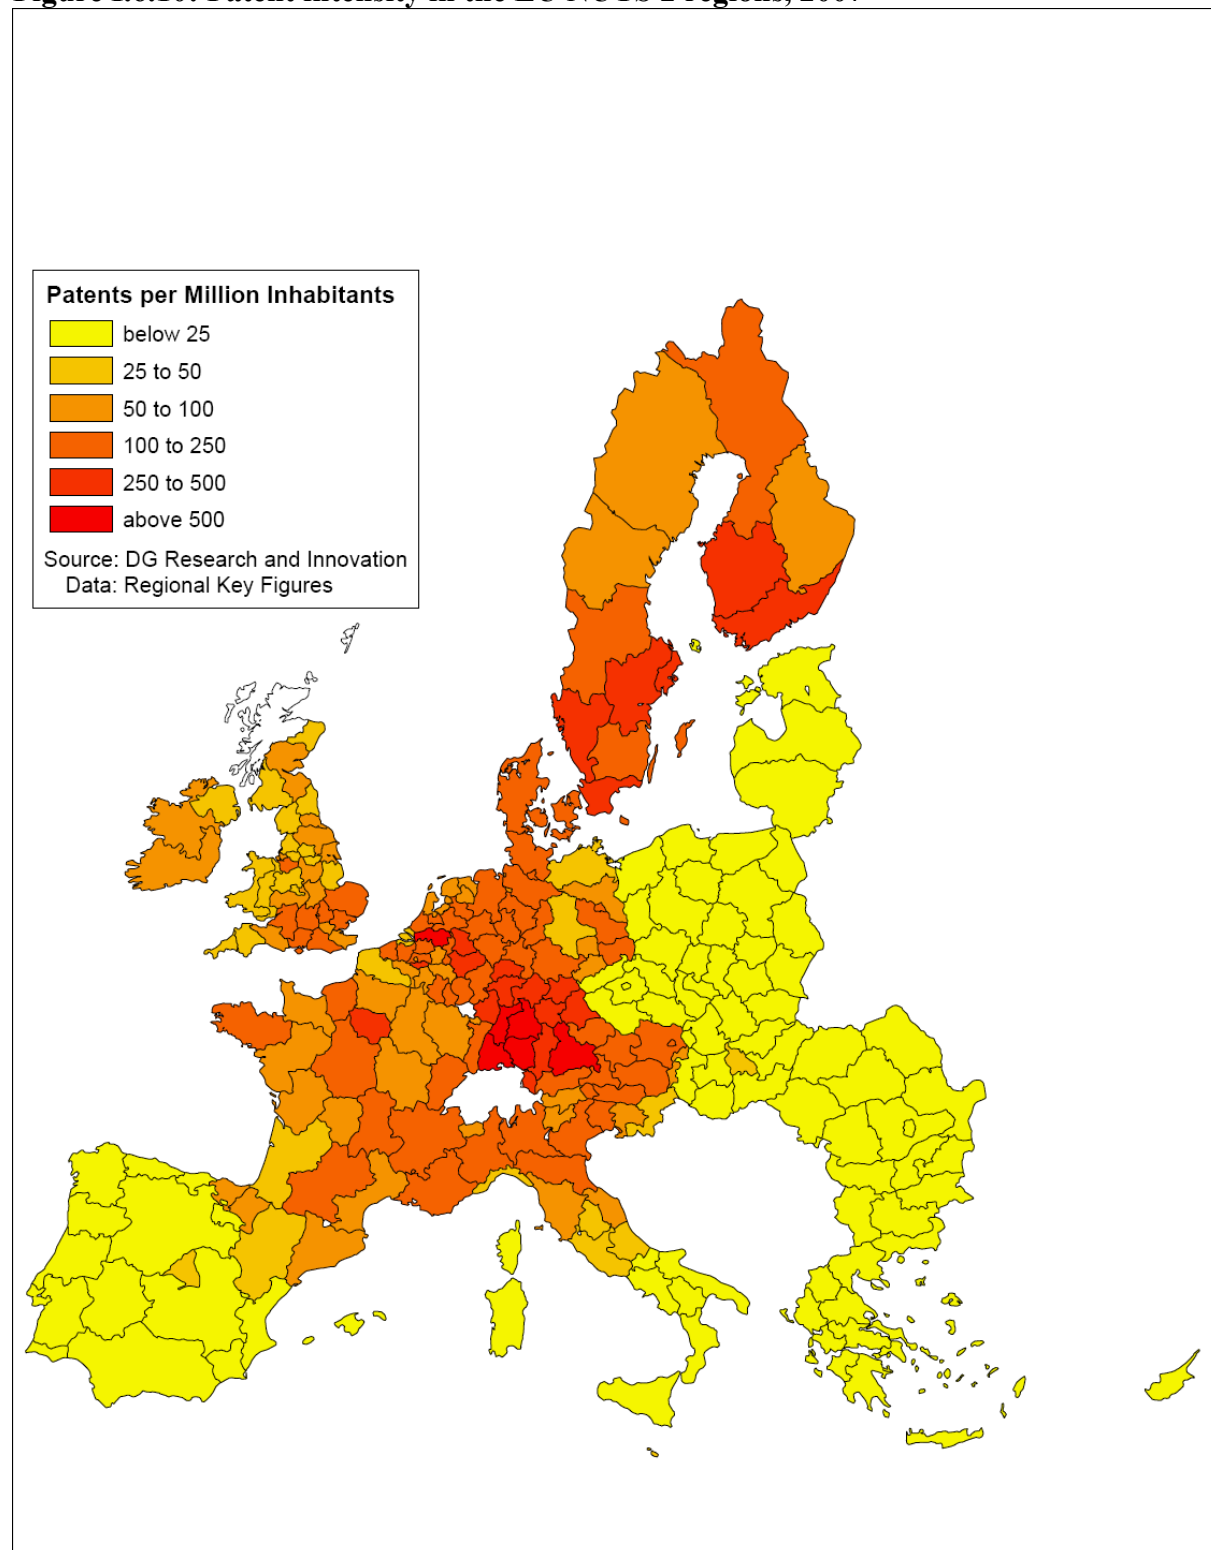 Patents per Million Inhabitants
below 25
25 to 50
50 to 100
100 to 250
250 to 500
above 500
Source: DG Research and Innovation
Data: Regional Key Figures